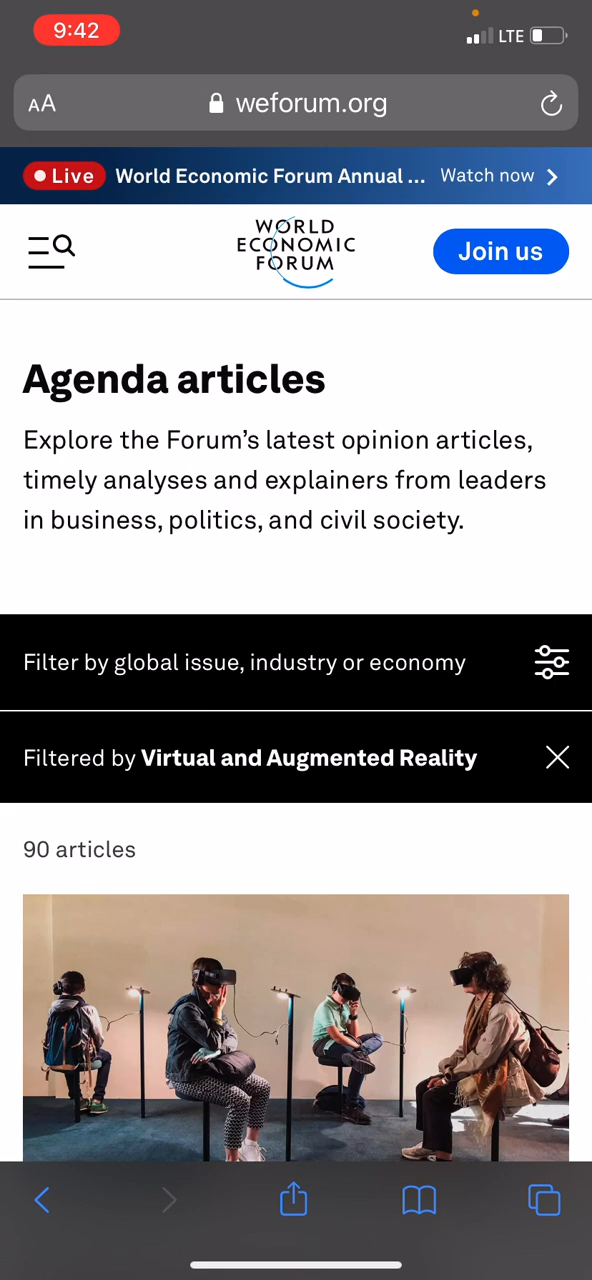 9:42
LTE
AA
weforum.org
Live World Economic Forum Annual ... Watch now
WORLD
ECONOMIC
FORUM
Join us
Agenda articles
Explore the Forum’s latest opinion articles,
timely analyses and explainers from leaders
in business, politics, and civil society.
Filter by global issue, industry or economy
Filtered by Virtual and Augmented Reality
90 articles